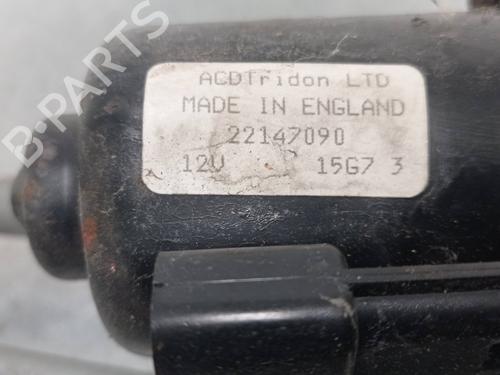 ACDTridon LTD
MADE IN ENGLAND
22147090
12V 15G7 3
B-PARTS